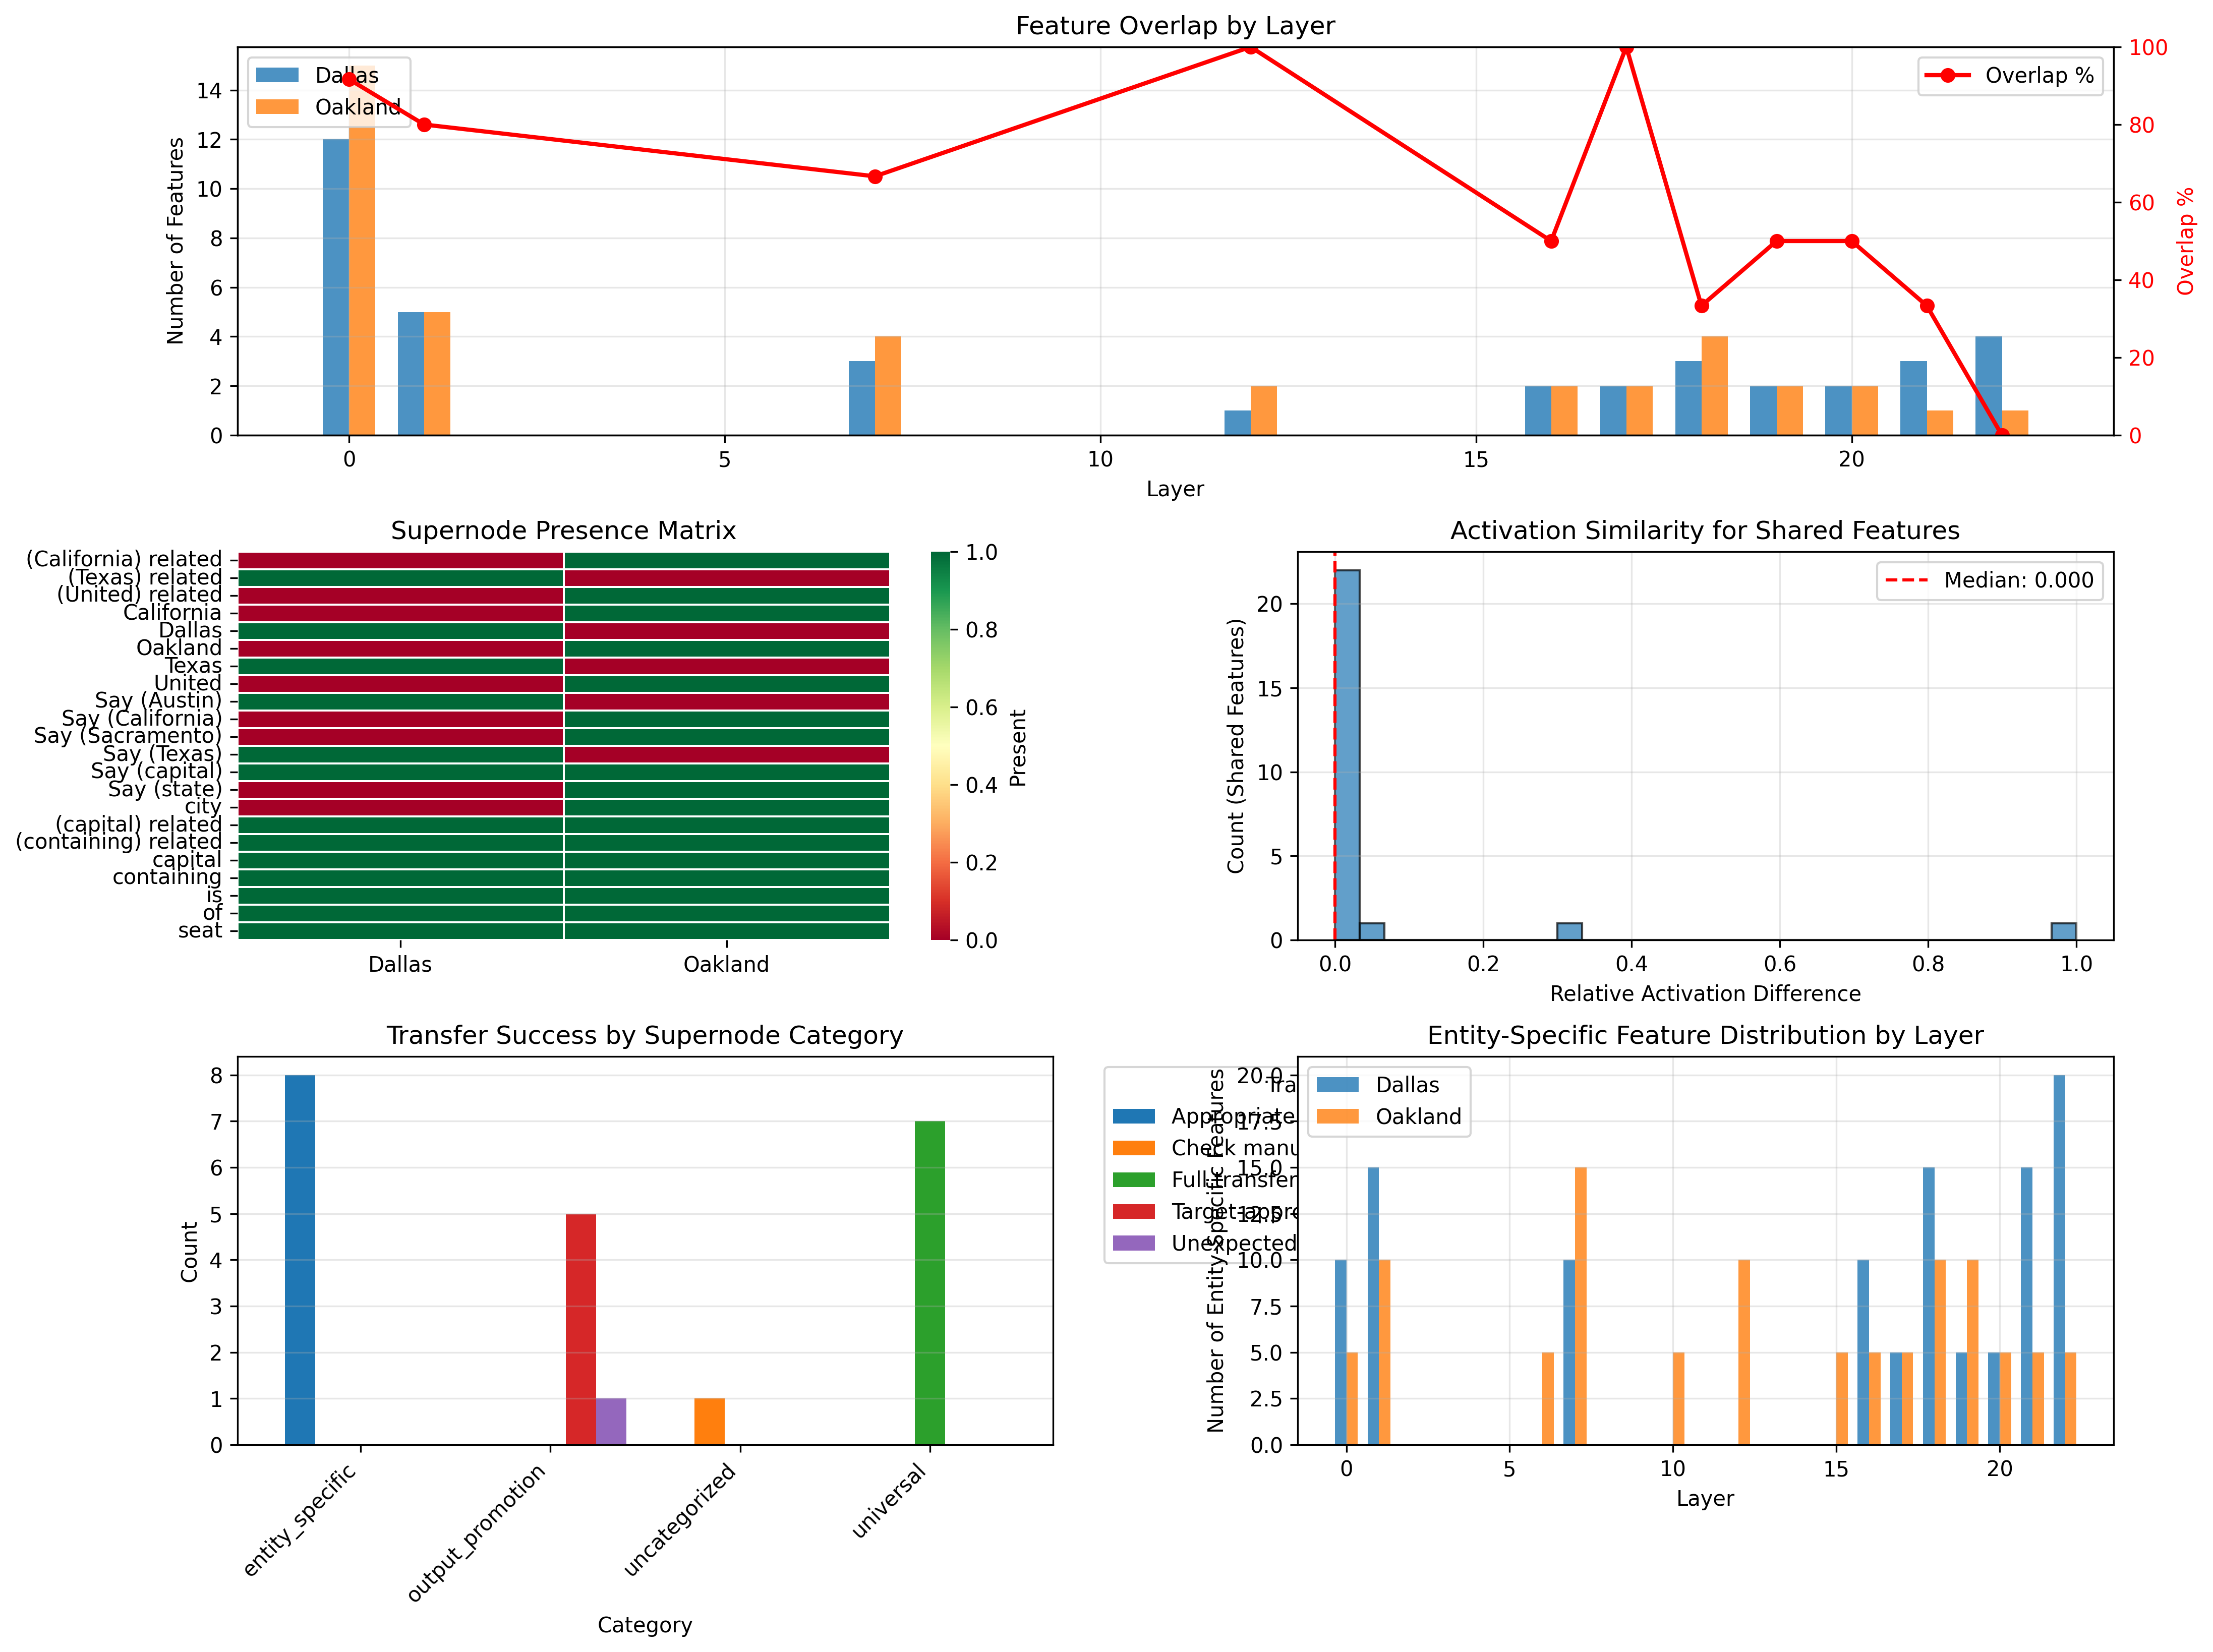 Feature Overlap by Layer
Dallas
Oakland
Overlap %
14
12
10
8
6
4
2
0
Number of Features
100
80
60
40
20
0
Overlap %
0 5 10 15 20
Layer
Supernode Presence Matrix
(California) related
(Texas) related
(United) related
California
Dallas
Oakland
Texas
United
Say (Austin)
Say (California)
Say (Sacramento)
Say (Texas)
Say (capital)
Say (state)
city
(capital) related
(containing) related
capital
containing
is
of
seat
Dallas Oakland
1.0
0.8
0.6
0.4
0.2
0.0
Present
Activation Similarity for Shared Features
Median: 0.000
20
15
10
5
0
Count (Shared Features)
0.0 0.2 0.4 0.6 0.8 1.0
Relative Activation Difference
Transfer Success by Supernode Category
8
7
6
5
4
3
2
1
0
Count
entity_specific
output_promotion
uncategorized
universal
Category
Appropriate
Check manu
Full transfer
Target-appro
Unexpected
Entity-Specific Feature Distribution by Layer
Dallas
Oakland
20.0
17.5
15.0
12.5
10.0
7.5
5.0
2.5
0.0
Number of Entity-Specific Features
0 5 10 15 20
Layer